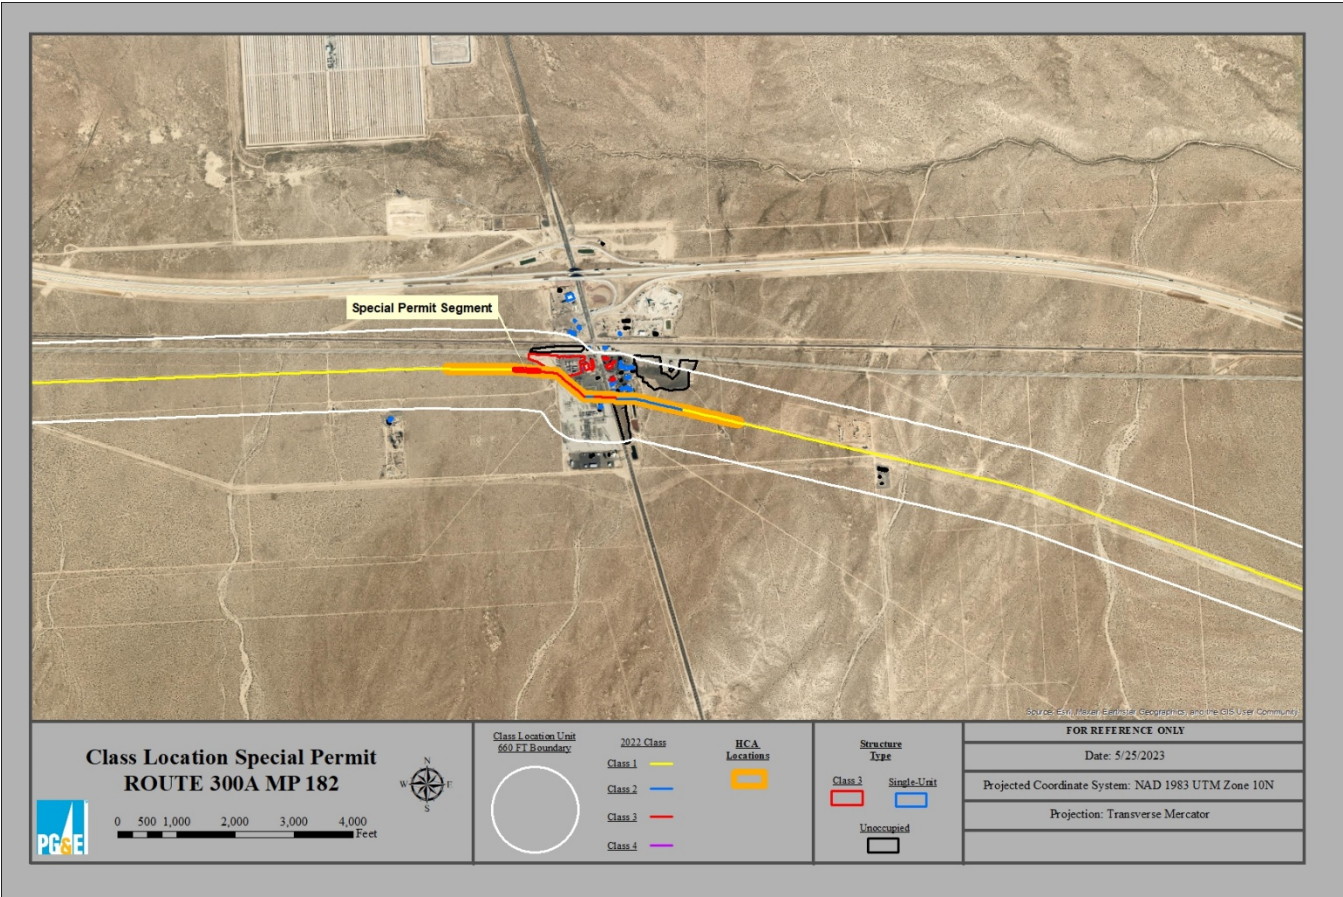 Special Permit Segment
Source: Esri, Maxar, Earthstar Geographics, and the GIS User Community
Class Location Special Permit
ROUTE 300A MP 182
N
W
E
S
PG&E
0 500 1,000 2,000 3,000 4,000
Feet
Class Location Unit
660 FT Boundary
2022 Class
Class 1
Class 2
Class 3
Class 4
HCA
Locations
Structure
Type
Class 3 Single-Unit
Unoccupied
FOR REFERENCE ONLY
Date: 5/25/2023
Projected Coordinate System: NAD 1983 UTM Zone 10N
Projection: Transverse Mercator